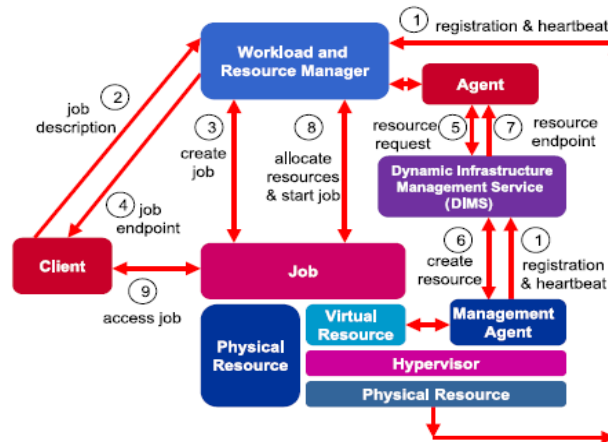 1
registration & heartbeat
Workload and
Resource Manager
Agent
2
job
description
3
create
job
8
allocate
resources
& start job
resource
request
5
7
resource
endpoint
Dynamic Infrastructure
Management Service
(DIMS)
4
job
endpoint
6
create
resource
1
registration
& heartbeat
Client
9
access job
Job
Physical
Resource
Virtual
Resource
Management
Agent
Hypervisor
Physical Resource